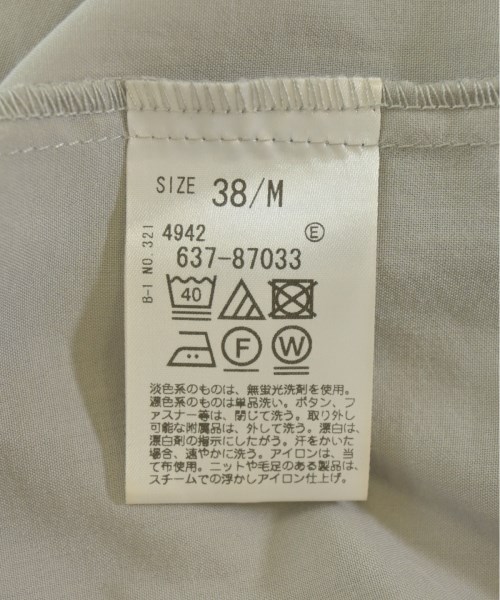 SIZE 38/M
B-I NO.321
4942 Ⓔ
637-87033
40
F W
淡色系のものは、無蛍光洗剤を使用。
濃色系のものは単品洗い。ボタン、フ
ァスナー等は、閉じて洗う。取り外し
可能な附属品は、外して洗う。漂白は、
漂白剤の指示にしたがう。汗をかいた
場合、速やかに洗う。アイロンは、当
て布使用。ニットや毛足のある製品は、
スチームでの浮かしアイロン仕上げ。